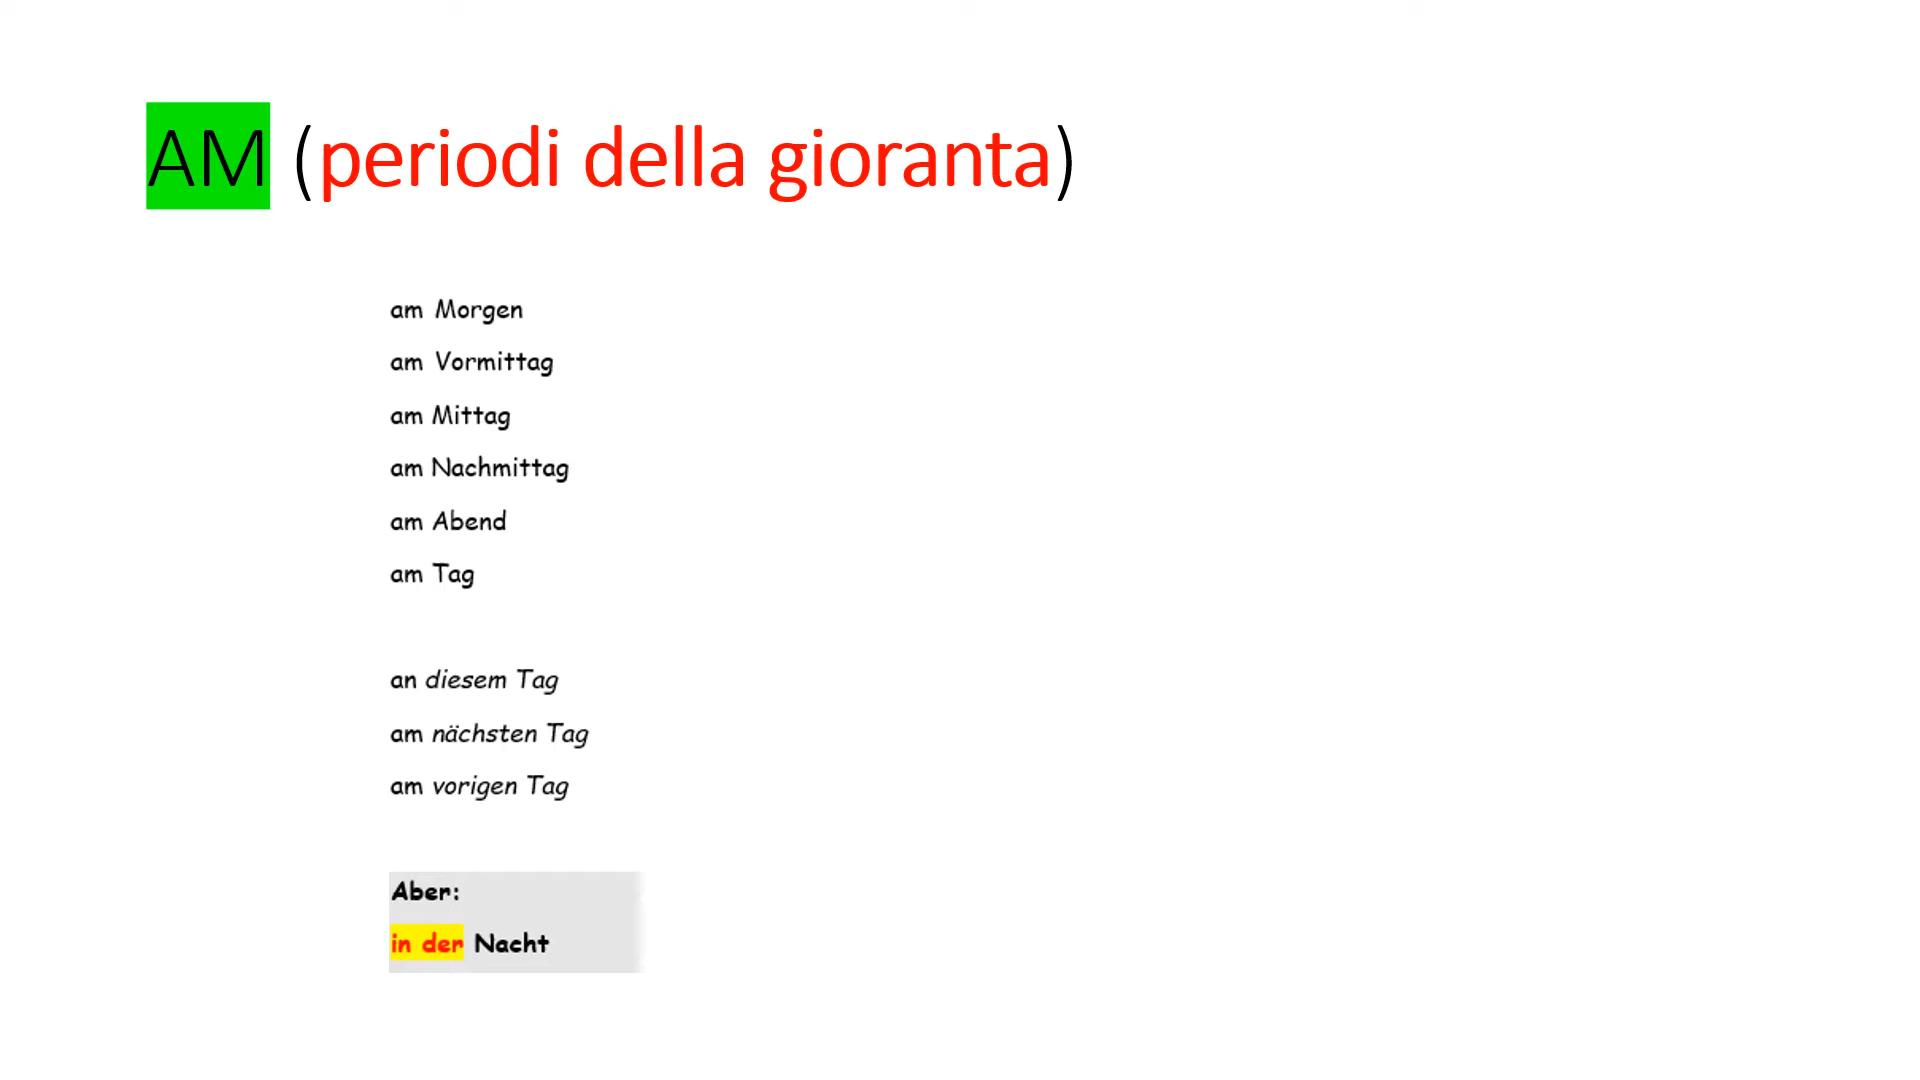 AM (periodi della gioranta)
am Morgen
am Vormittag
am Mittag
am Nachmittag
am Abend
am Tag
an diesem Tag
am nächsten Tag
am vorigen Tag
Aber:
in der Nacht